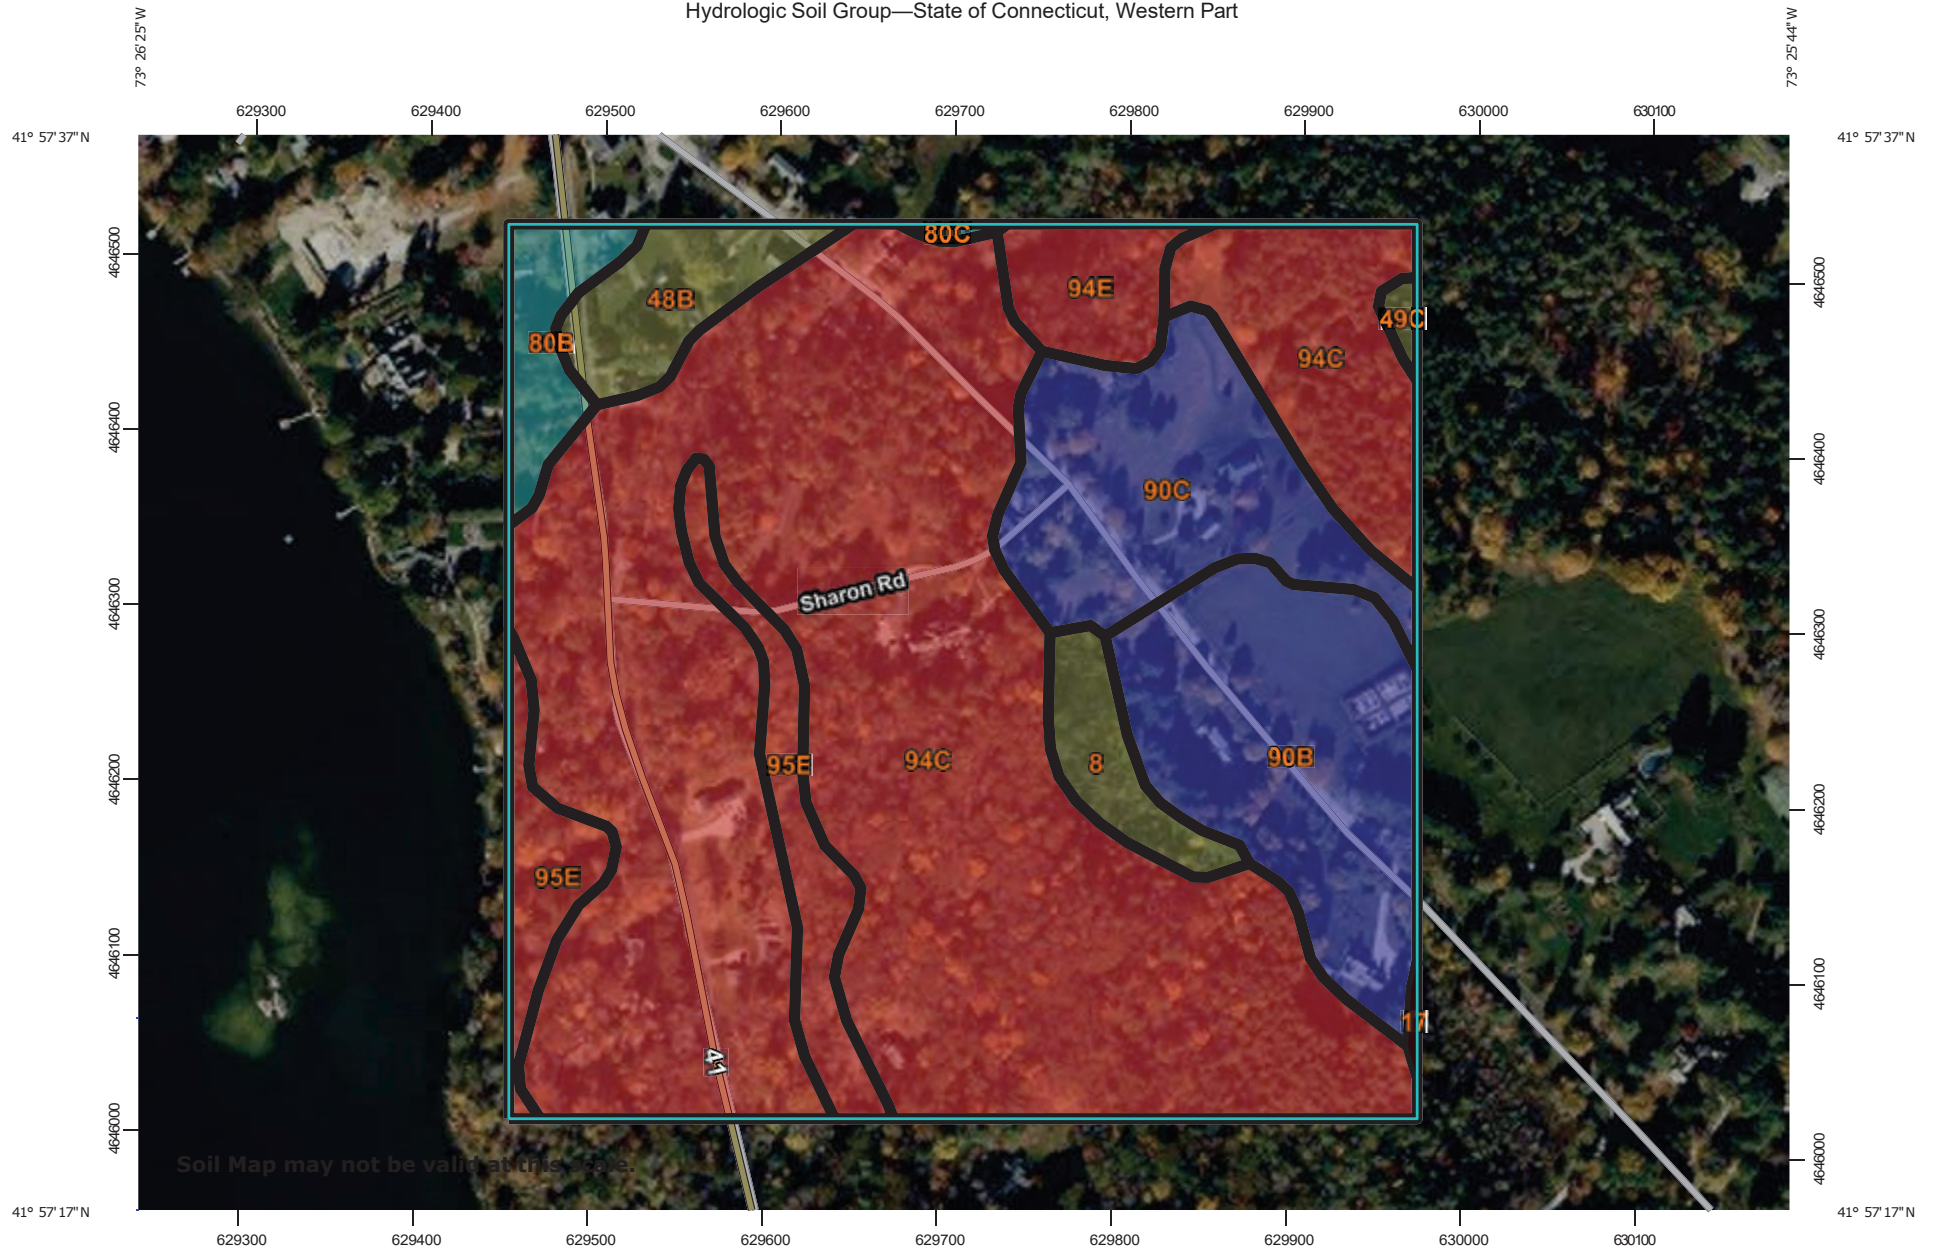 Hydrologic Soil Group—State of Connecticut, Western Part
73° 26' 25" W
73° 25' 44" W
629300 629400 629500 629600 629700 629800 629900 630000 630100
41° 57' 37" N
41° 57' 37" N
80C
4646500
94E
4646500
48B
49C
80B
94C
4646400
4646400
90C
Sharon Rd
4646300
4646300
90B
94C
8
95E
4646200
4646200
95E
4646100
4646100
17
41
4646000
4646000
Soil Map may not be valid at this scale.
41° 57' 17" N
41° 57' 17" N
629300 629400 629500 629600 629700 629800 629900 630000 630100